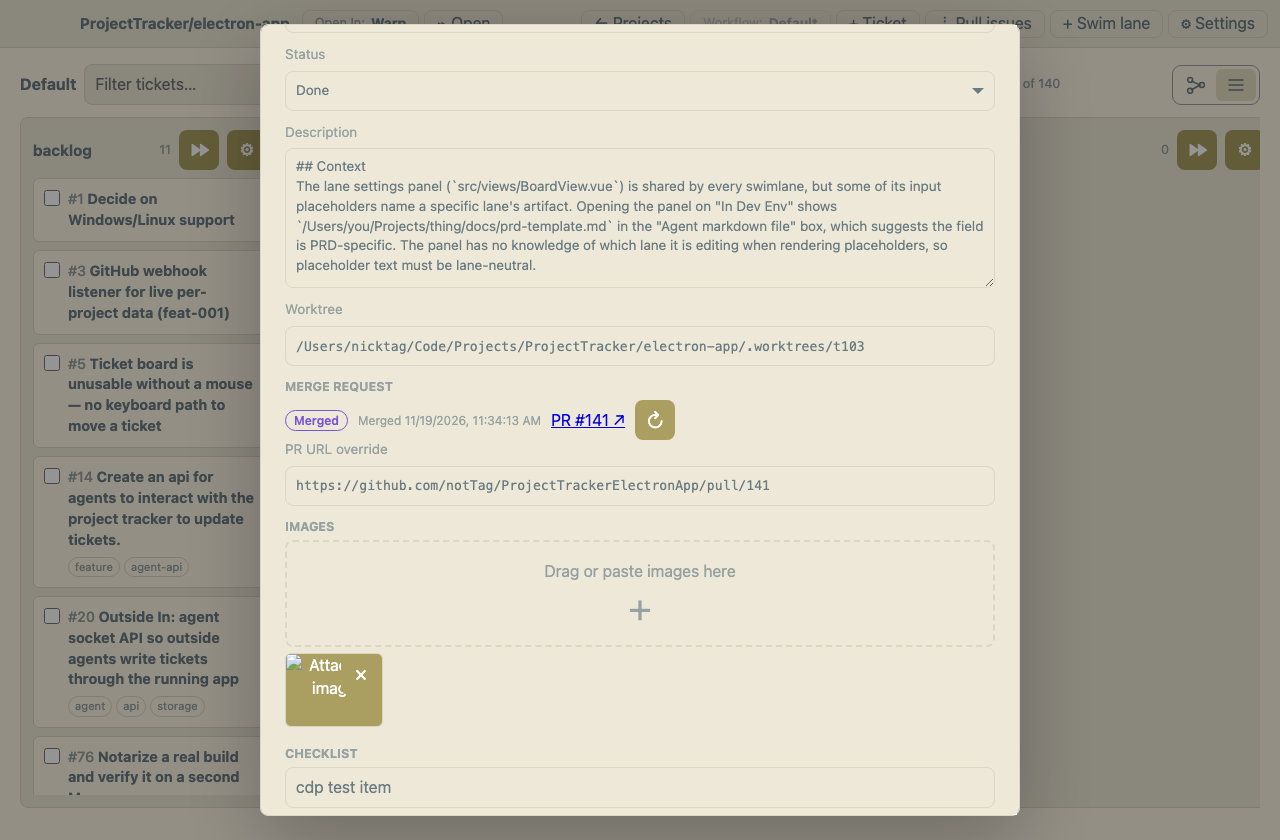 ProjectTracker/electron-app
Open In: Warp
Open
← Projects
Workflow: Default
+ Ticket
Pull issues
+ Swim lane
Settings
Default
Filter tickets...
of 140
backlog
11
#1 Decide on
Windows/Linux support
#3 GitHub webhook
listener for live per-
project data (feat-001)
#5 Ticket board is
unusable without a mouse
— no keyboard path to
move a ticket
#14 Create an api for
agents to interact with the
project tracker to update
tickets.
feature
agent-api
#20 Outside In: agent
socket API so outside
agents write tickets
through the running app
agent
api
storage
#76 Notarize a real build
and verify it on a second
0
Status
Done
Description
## Context
The lane settings panel (`src/views/BoardView.vue`) is shared by every swimlane, but some of its input
placeholders name a specific lane's artifact. Opening the panel on "In Dev Env" shows
`/Users/you/Projects/thing/docs/prd-template.md` in the "Agent markdown file" box, which suggests the field
is PRD-specific. The panel has no knowledge of which lane it is editing when rendering placeholders, so
placeholder text must be lane-neutral.
Worktree
/Users/nicktag/Code/Projects/ProjectTracker/electron-app/.worktrees/t103
MERGE REQUEST
Merged
Merged 11/19/2026, 11:34:13 AM
PR #141 ↗
PR URL override
https://github.com/notTag/ProjectTrackerElectronApp/pull/141
IMAGES
Drag or paste images here
+
×
CHECKLIST
cdp test item